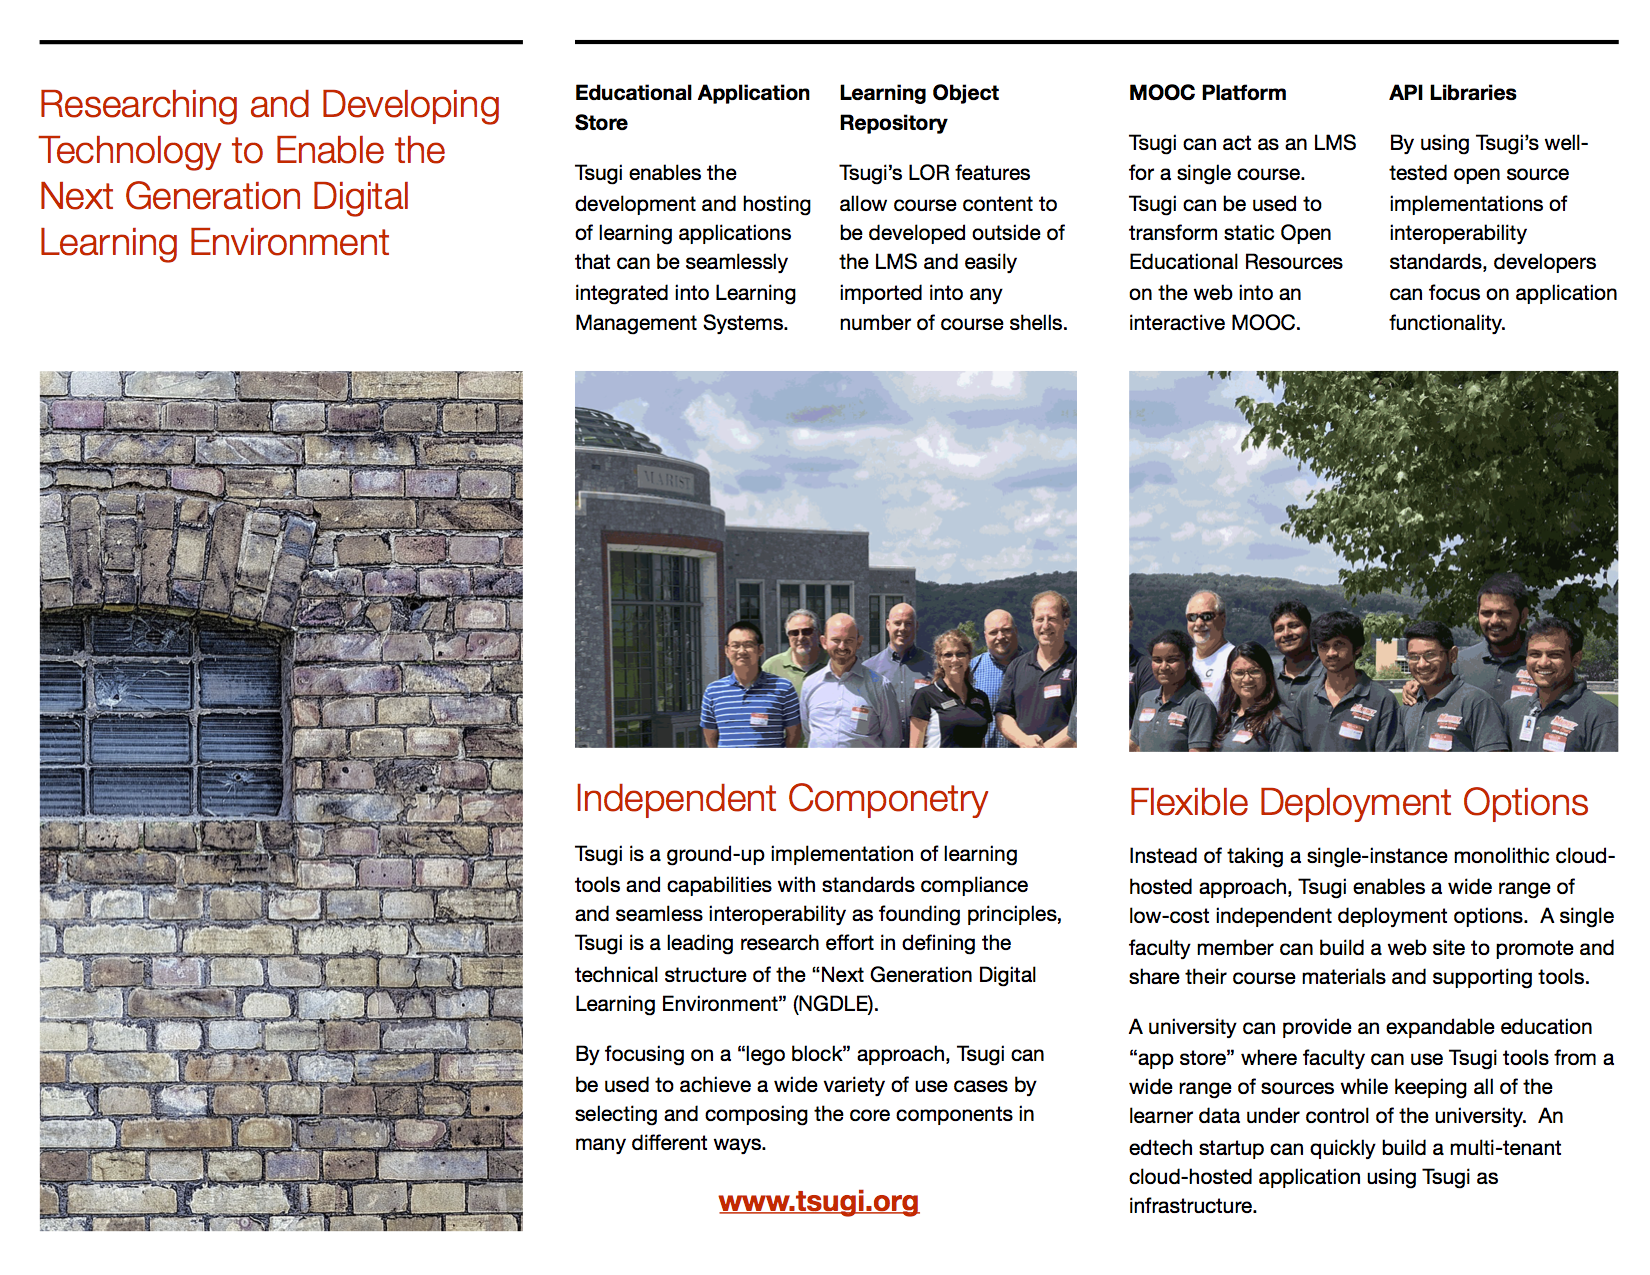 Researching and Developing
Technology to Enable the
Next Generation Digital
Learning Environment
Educational Application
Store
Tsugi enables the
development and hosting
of learning applications
that can be seamlessly
integrated into Learning
Management Systems.
Learning Object
Repository
Tsugi’s LOR features
allow course content to
be developed outside of
the LMS and easily
imported into any
number of course shells.
MOOC Platform
Tsugi can act as an LMS
for a single course.
Tsugi can be used to
transform static Open
Educational Resources
on the web into an
interactive MOOC.
API Libraries
By using Tsugi’s well-
tested open source
implementations of
interoperability
standards, developers
can focus on application
functionality.
MARIST
Independent Componetry
Tsugi is a ground-up implementation of learning
tools and capabilities with standards compliance
and seamless interoperability as founding principles,
Tsugi is a leading research effort in defining the
technical structure of the “Next Generation Digital
Learning Environment” (NGDLE).
By focusing on a “lego block” approach, Tsugi can
be used to achieve a wide variety of use cases by
selecting and composing the core components in
many different ways.
www.tsugi.org
Flexible Deployment Options
Instead of taking a single-instance monolithic cloud-
hosted approach, Tsugi enables a wide range of
low-cost independent deployment options.  A single
faculty member can build a web site to promote and
share their course materials and supporting tools.
A university can provide an expandable education
“app store” where faculty can use Tsugi tools from a
wide range of sources while keeping all of the
learner data under control of the university.  An
edtech startup can quickly build a multi-tenant
cloud-hosted application using Tsugi as
infrastructure.